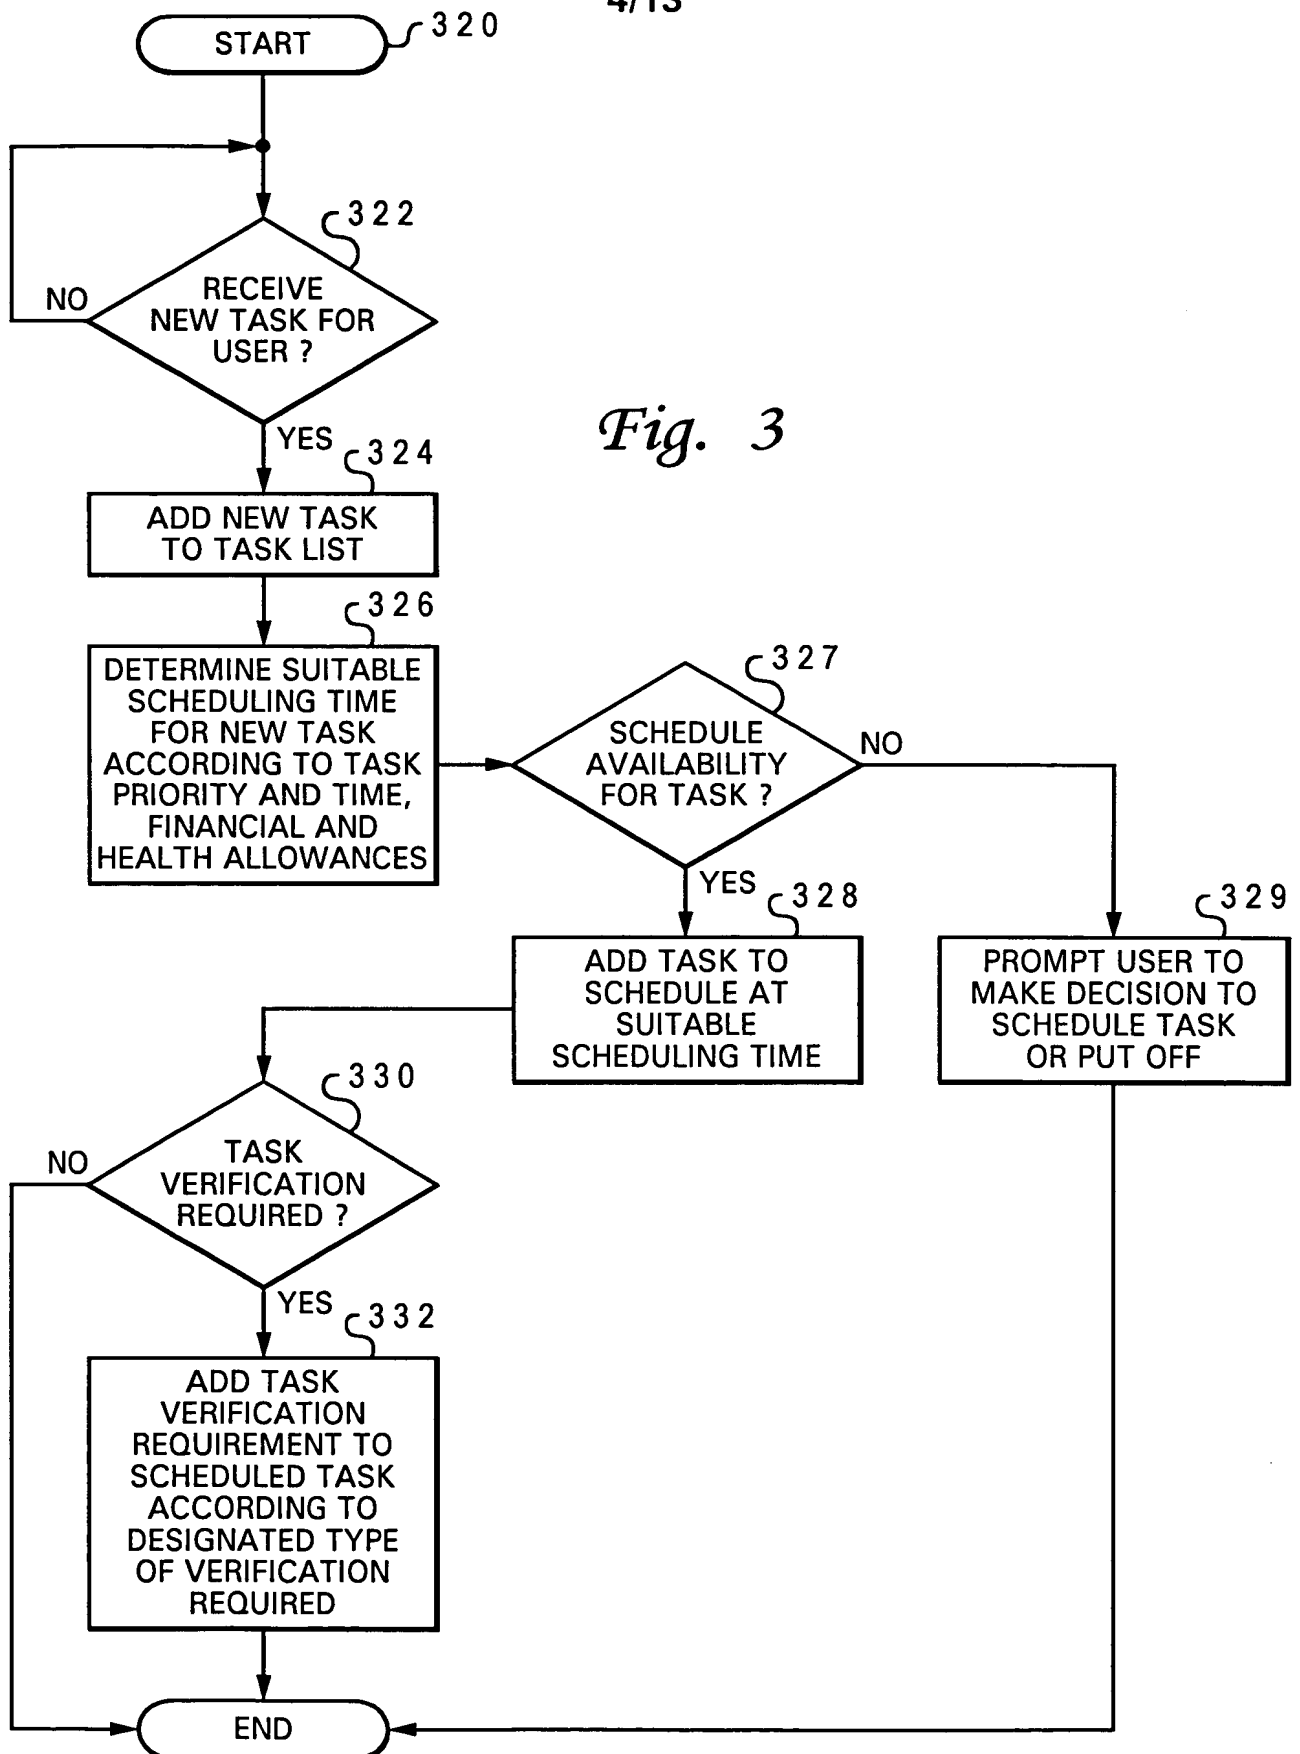 4/13
START
320
322
RECEIVE
NEW TASK FOR
USER ?
NO
YES
Fig. 3
324
ADD NEW TASK
TO TASK LIST
326
DETERMINE SUITABLE
SCHEDULING TIME
FOR NEW TASK
ACCORDING TO TASK
PRIORITY AND TIME,
FINANCIAL AND
HEALTH ALLOWANCES
327
SCHEDULE
AVAILABILITY
FOR TASK ?
NO
YES
328
ADD TASK TO
SCHEDULE AT
SUITABLE
SCHEDULING TIME
329
PROMPT USER TO
MAKE DECISION TO
SCHEDULE TASK
OR PUT OFF
330
TASK
VERIFICATION
REQUIRED ?
NO
YES
332
ADD TASK
VERIFICATION
REQUIREMENT TO
SCHEDULED TASK
ACCORDING TO
DESIGNATED TYPE
OF VERIFICATION
REQUIRED
END